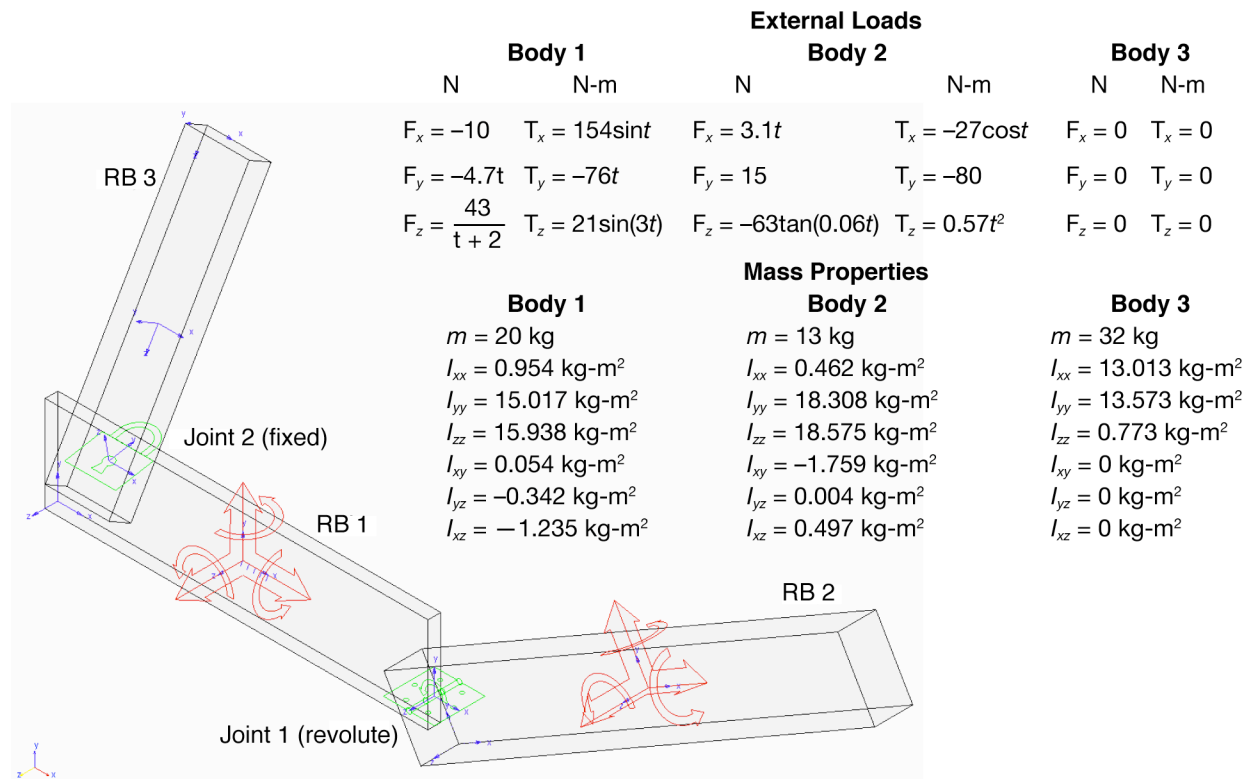 External Loads
Body 1 Body 2 Body 3
N N-m N N-m N N-m
Fx = –10 Tx = 154sint Fx = 3.1t Tx = –27cost Fx = 0 Tx = 0
Fy = –4.7t Ty = –76t Fy = 15 Ty = –80 Fy = 0 Ty = 0
Fz = 43/(t + 2) Tz = 21sin(3t) Fz = –63tan(0.06t) Tz = 0.57t² Fz = 0 Tz = 0
Mass Properties
Body 1 Body 2 Body 3
m = 20 kg m = 13 kg m = 32 kg
Ixx = 0.954 kg-m² Ixx = 0.462 kg-m² Ixx = 13.013 kg-m²
Iyy = 15.017 kg-m² Iyy = 18.308 kg-m² Iyy = 13.573 kg-m²
Izz = 15.938 kg-m² Izz = 18.575 kg-m² Izz = 0.773 kg-m²
Ixy = 0.054 kg-m² Ixy = –1.759 kg-m² Ixy = 0 kg-m²
Iyz = –0.342 kg-m² Iyz = 0.004 kg-m² Iyz = 0 kg-m²
Ixz = —1.235 kg-m² Ixz = 0.497 kg-m² Ixz = 0 kg-m²
RB 3
Joint 2 (fixed)
RB 1
RB 2
Joint 1 (revolute)
y
z x